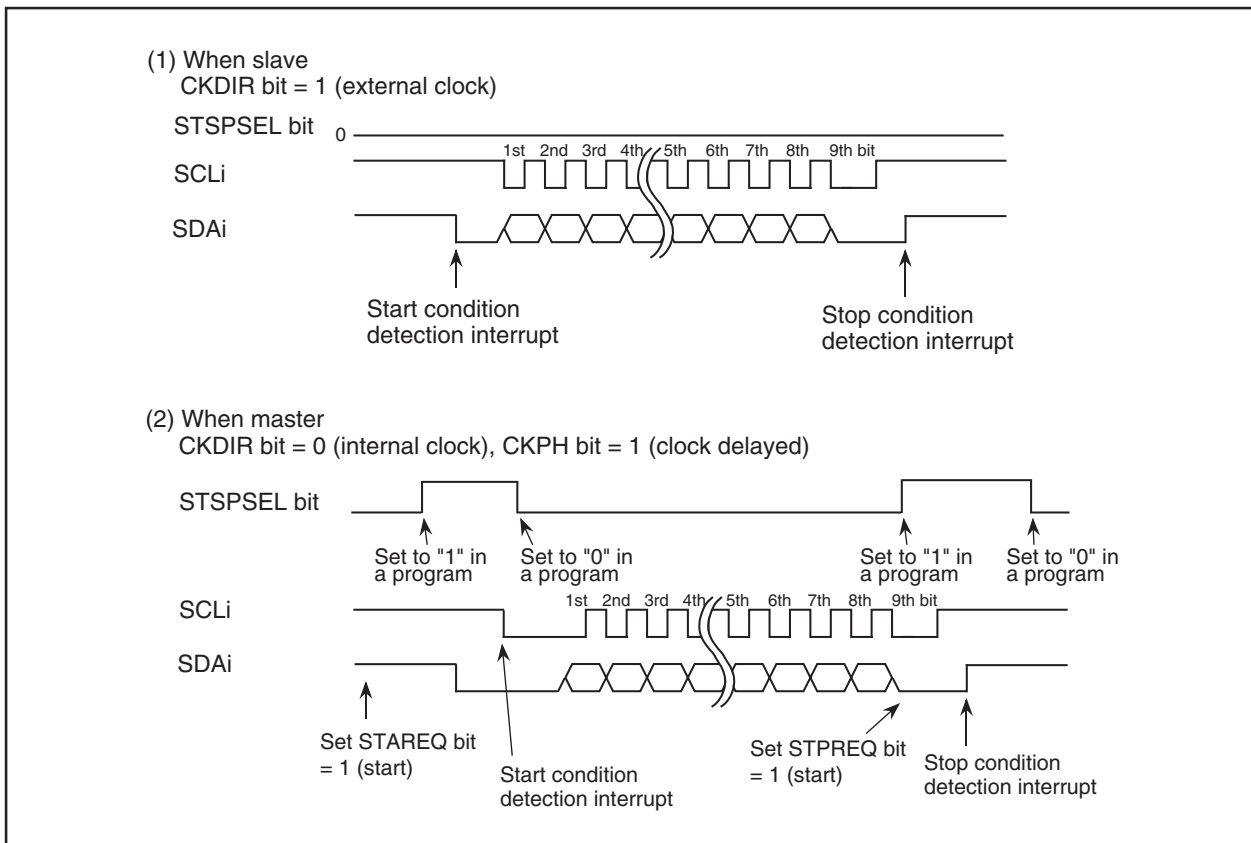 (1) When slave
CKDIR bit = 1 (external clock)
STSPSEL bit 0
1st 2nd 3rd 4th 5th 6th 7th 8th 9th bit
SCLi
SDAi
Start condition
detection interrupt
Stop condition
detection interrupt
(2) When master
CKDIR bit = 0 (internal clock), CKPH bit = 1 (clock delayed)
STSPSEL bit
Set to "1" in
a program
Set to "0" in
a program
Set to "1" in
a program
Set to "0" in
a program
1st 2nd 3rd 4th 5th 6th 7th 8th 9th bit
SCLi
SDAi
Set STAREQ bit
= 1 (start)
Start condition
detection interrupt
Set STPREQ bit
= 1 (start)
Stop condition
detection interrupt